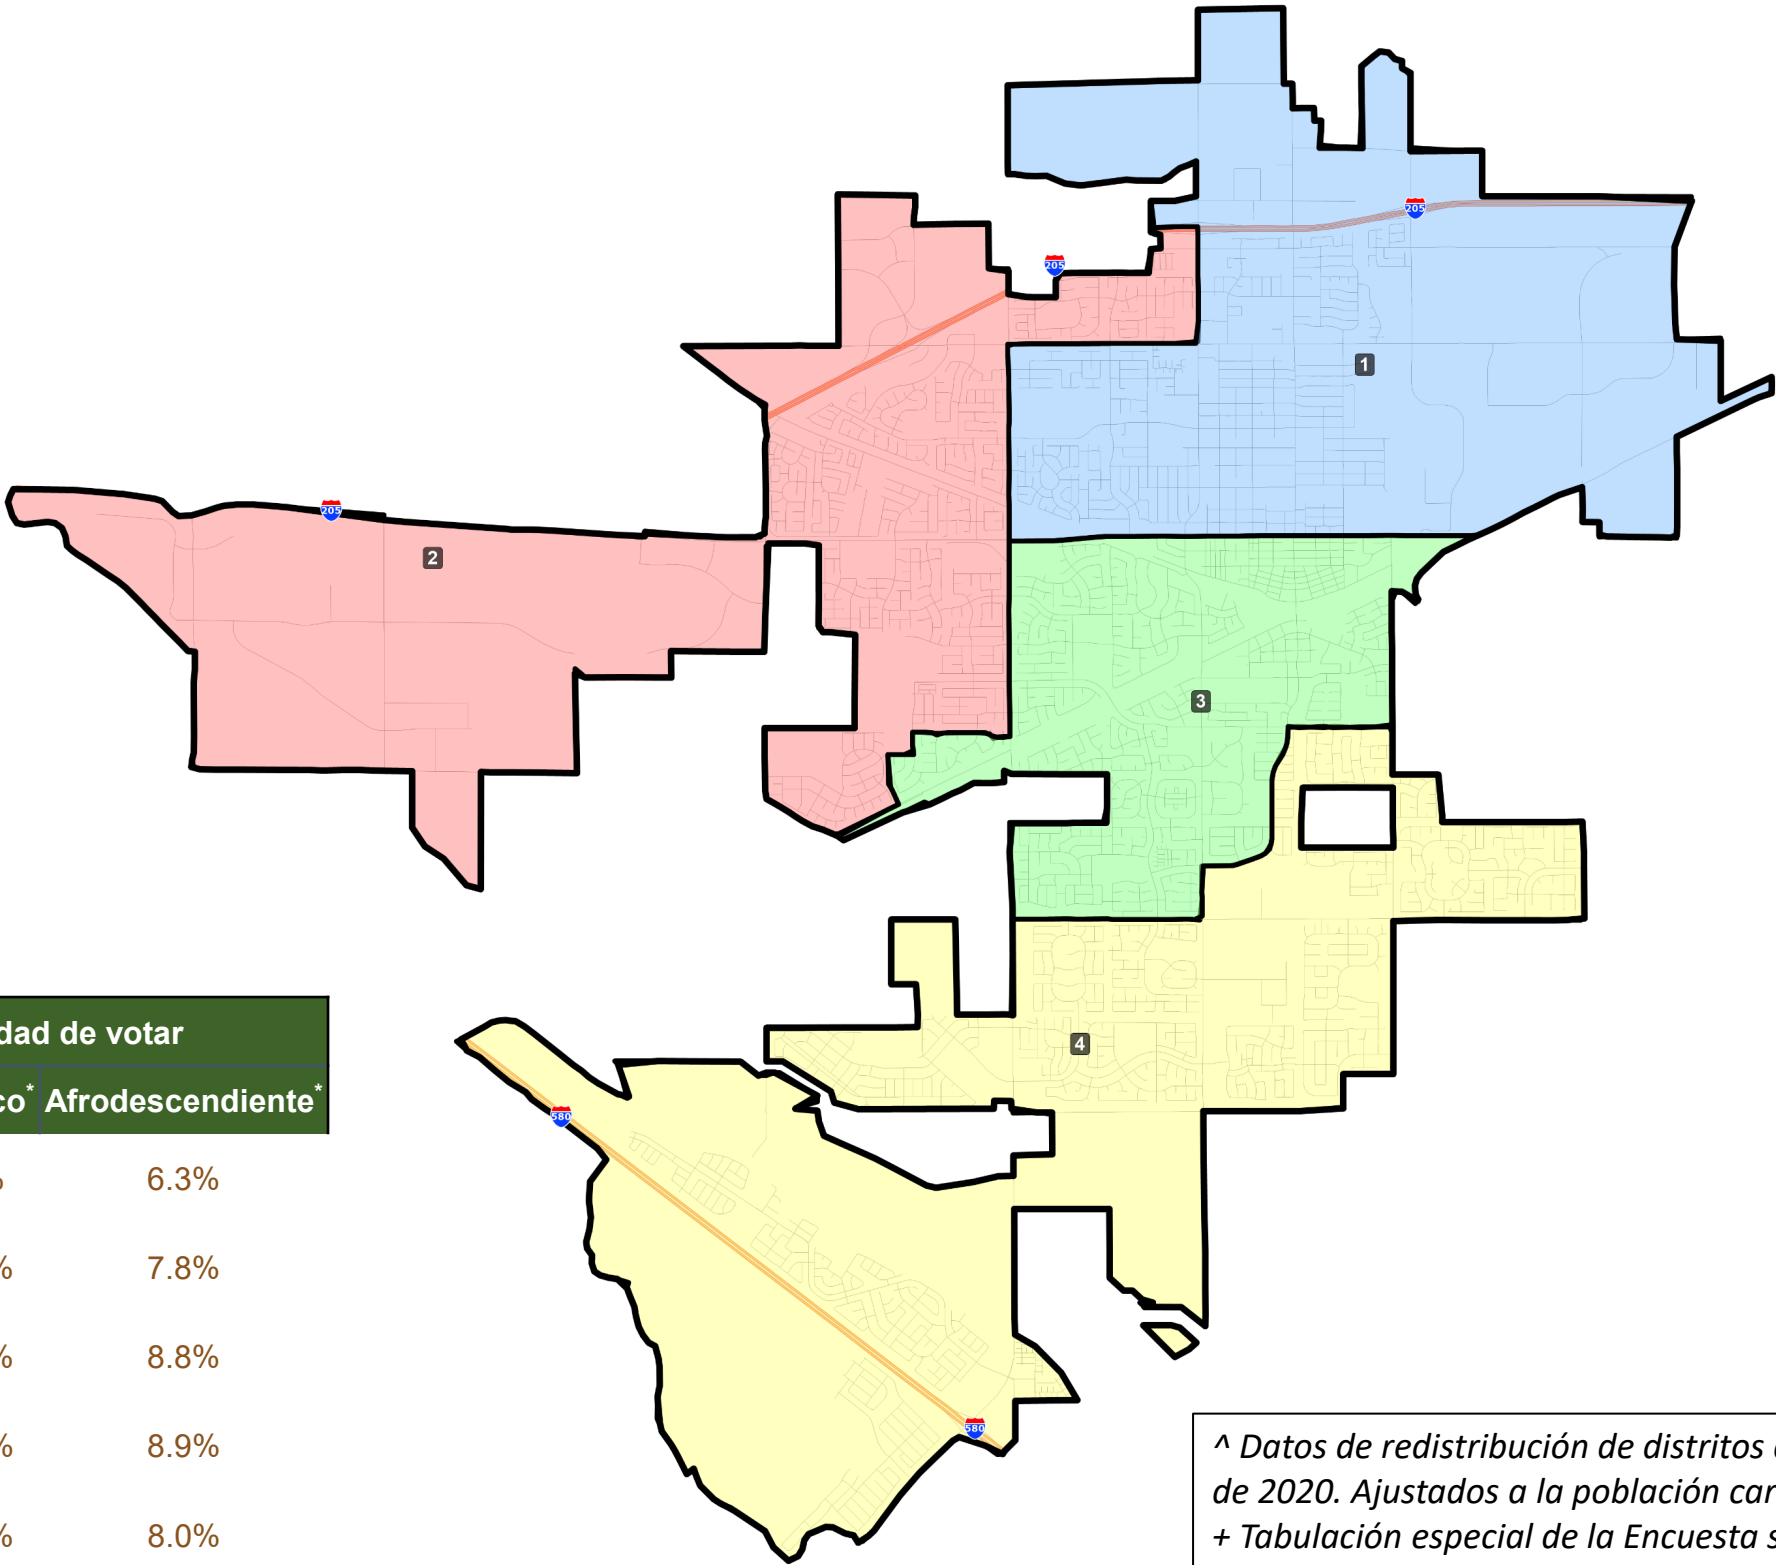 205
205
1
205
2
3
dad de votar
co* Afrodescendiente*
4
580
% 6.3%
% 7.8%
% 8.8%
580
% 8.9%
^ Datos de redistribución de distritos
de 2020. Ajustados a la población car
% 8.0%
+ Tabulación especial de la Encuesta s